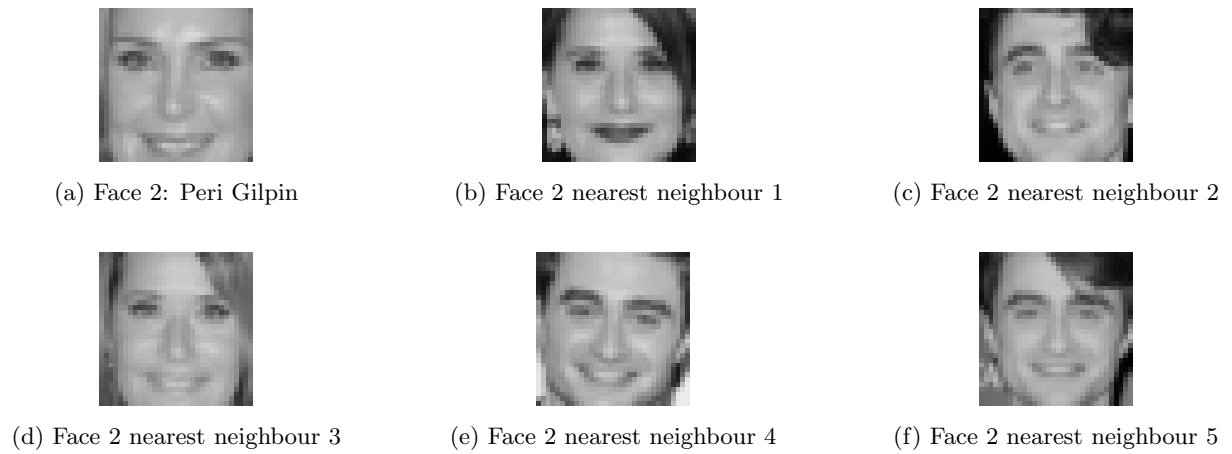 (a) Face 2: Peri Gilpin
(b) Face 2 nearest neighbour 1
(c) Face 2 nearest neighbour 2
(d) Face 2 nearest neighbour 3
(e) Face 2 nearest neighbour 4
(f) Face 2 nearest neighbour 5